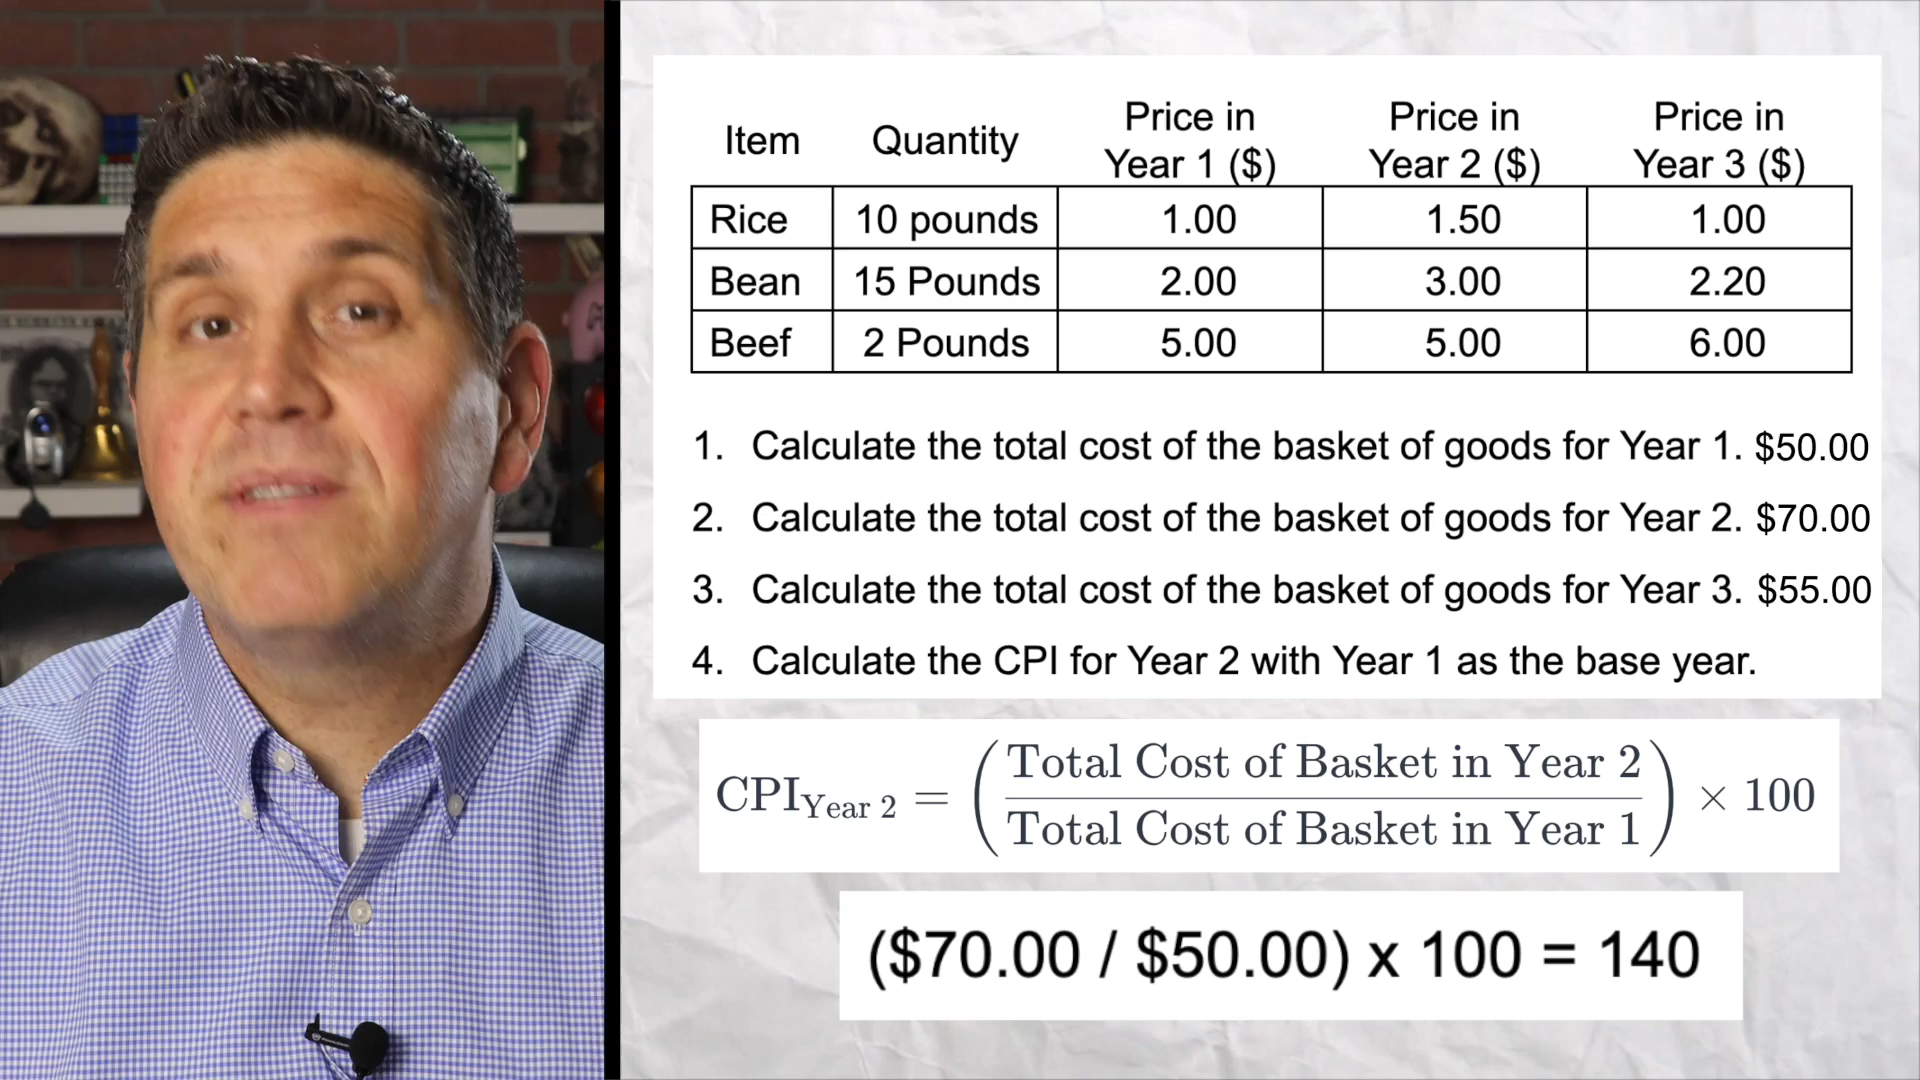 Item Quantity Price in Year 1 ($) Price in Year 2 ($) Price in Year 3 ($)
Rice 10 pounds 1.00 1.50 1.00
Bean 15 Pounds 2.00 3.00 2.20
Beef 2 Pounds 5.00 5.00 6.00
1. Calculate the total cost of the basket of goods for Year 1. $50.00
2. Calculate the total cost of the basket of goods for Year 2. $70.00
3. Calculate the total cost of the basket of goods for Year 3. $55.00
4. Calculate the CPI for Year 2 with Year 1 as the base year.
CPI Year 2 = (Total Cost of Basket in Year 2 / Total Cost of Basket in Year 1) × 100
($70.00 / $50.00) x 100 = 140